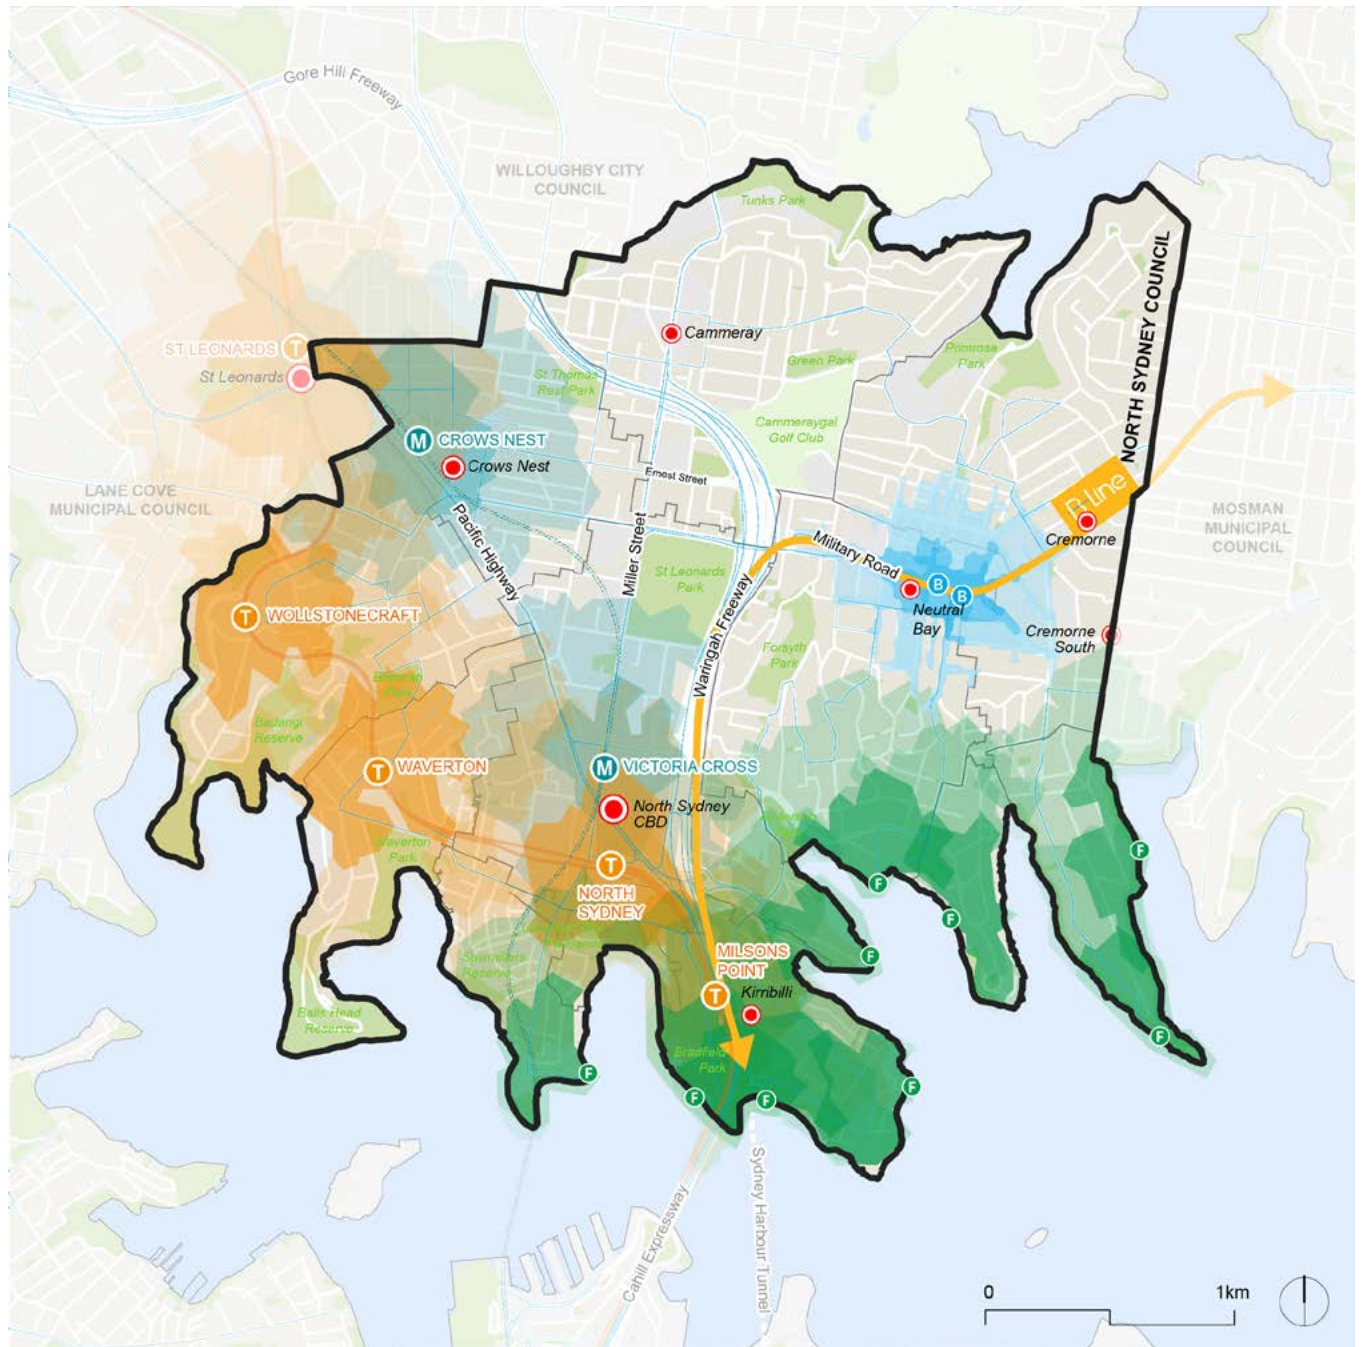 Gore Hill Freeway
WILLOUGHBY CITY
COUNCIL
Tunks Park
NORTH SYDNEY COUNCIL
Cammeray
ST LEONARDS
T
St Leonards
Green Park
Primrose
Park
St Thomas
Rest Park
Cammeraygal
Golf Club
M
CROWS NEST
Crows Nest
Ernest Street
B-Line
Cremorne
LANE COVE
MUNICIPAL COUNCIL
MOSMAN
MUNICIPAL
COUNCIL
Pacific Highway
Miller Street
Military Road
St Leonards
Park
Warringah Freeway
B
B
Neutral
Bay
Cremorne
South
T
WOLLSTONECRAFT
Forsyth
Park
Brennan
Park
Badangi
Reserve
T
WAVERTON
M
VICTORIA CROSS
North Sydney
CBD
Waverton
Park
T
NORTH
SYDNEY
F
F
F
F
MILSONS
POINT
T
Kirribilli
Sawmillers
Reserve
Balls Head
Reserve
Bradfield
Park
F
F
F
F
F
Cahill Expressway
Sydney Harbour Tunnel
0
1km